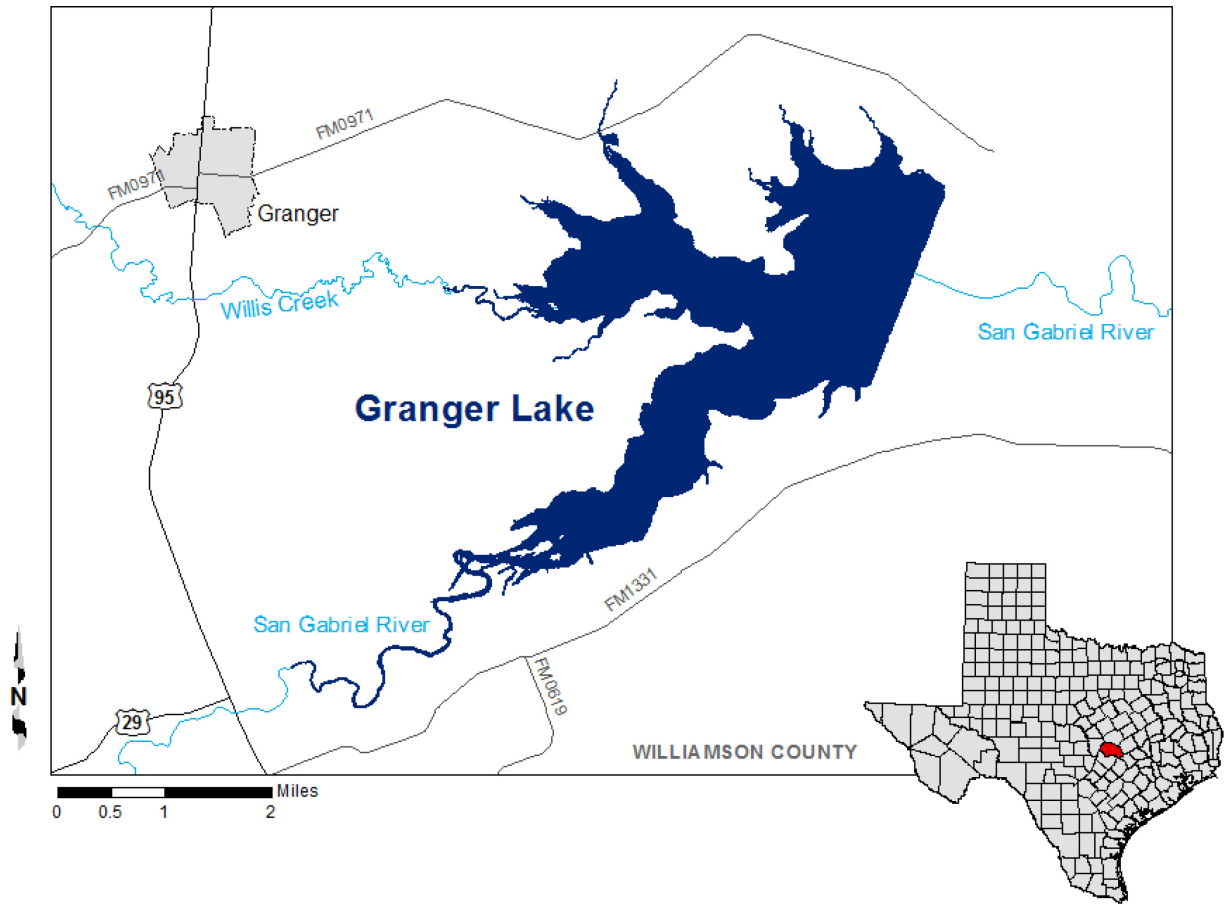 FM0971
FM0971
Granger
Willis Creek
San Gabriel River
95
Granger Lake
FM1331
San Gabriel River
FM0619
N
29
WILLIAMSON COUNTY
Miles
0 0.5 1 2